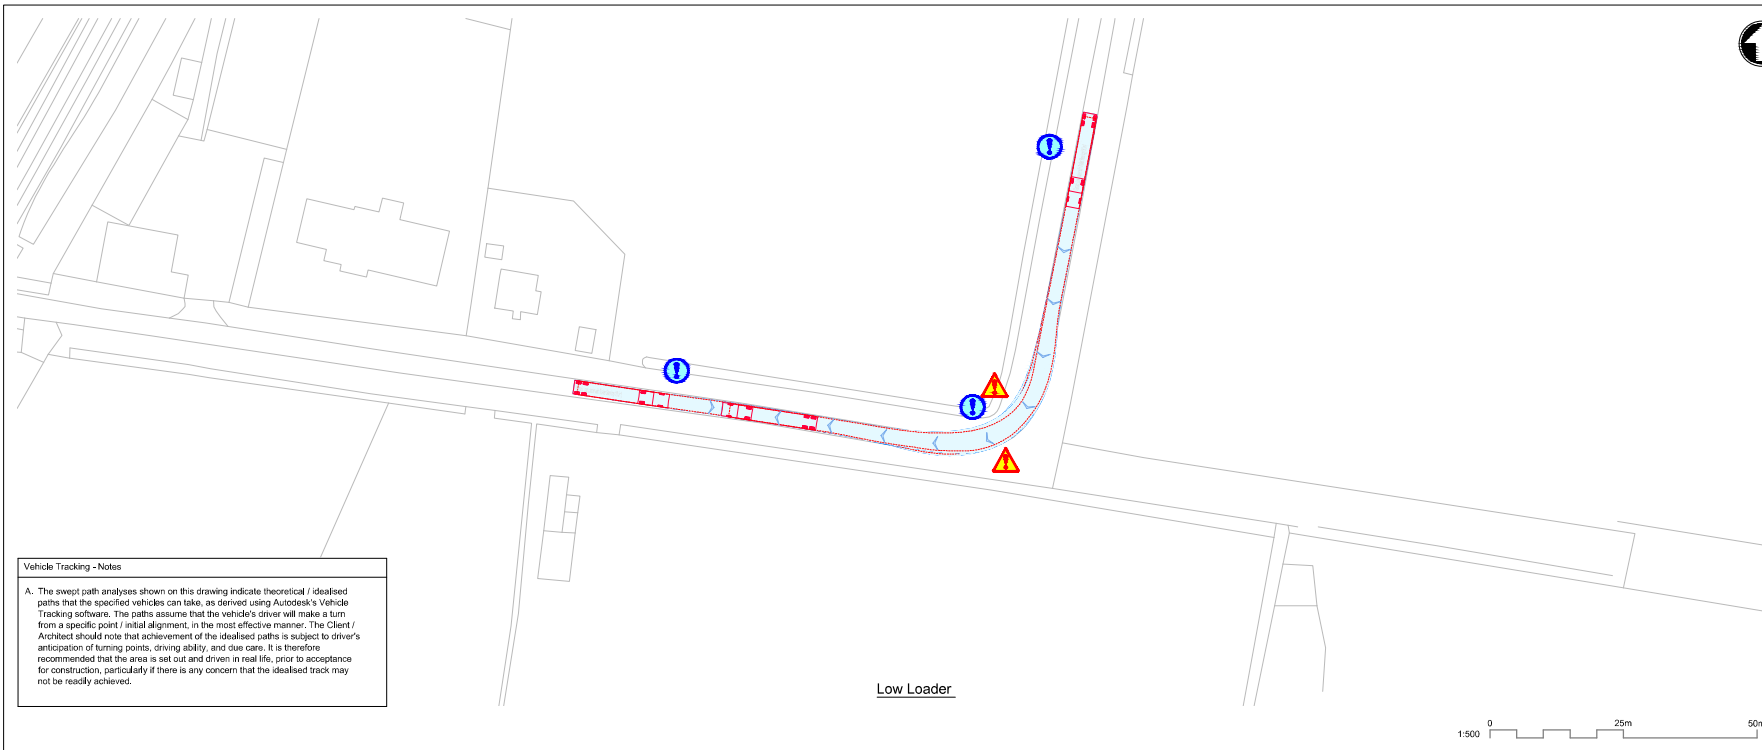 Vehicle Tracking - Notes
A. The swept path analyses shown on this drawing indicate theoretical / idealised
paths that the specified vehicles can take, as derived using Autodesk's Vehicle
Tracking software. The paths assume that the vehicle's driver will make a turn
from a specific point / initial alignment, in the most effective manner. The Client /
Architect should note that achievement of the idealised paths is subject to driver's
anticipation of turning points, driving ability, and due care. It is therefore
recommended that the area is set out and driven in real life, prior to acceptance
for construction, particularly if there is any concern that the idealised track may
not be readily achieved.
Low Loader
0 25m 50m
1:500